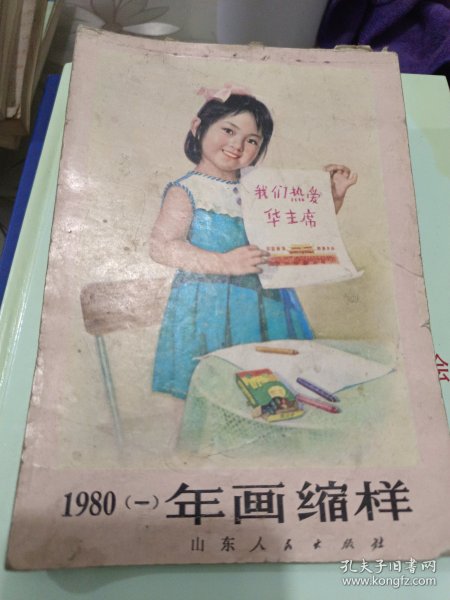 我们热爱
华主席
1980（一）年画缩样
山东人民出版社
孔夫子旧书网
www.kongfz.com